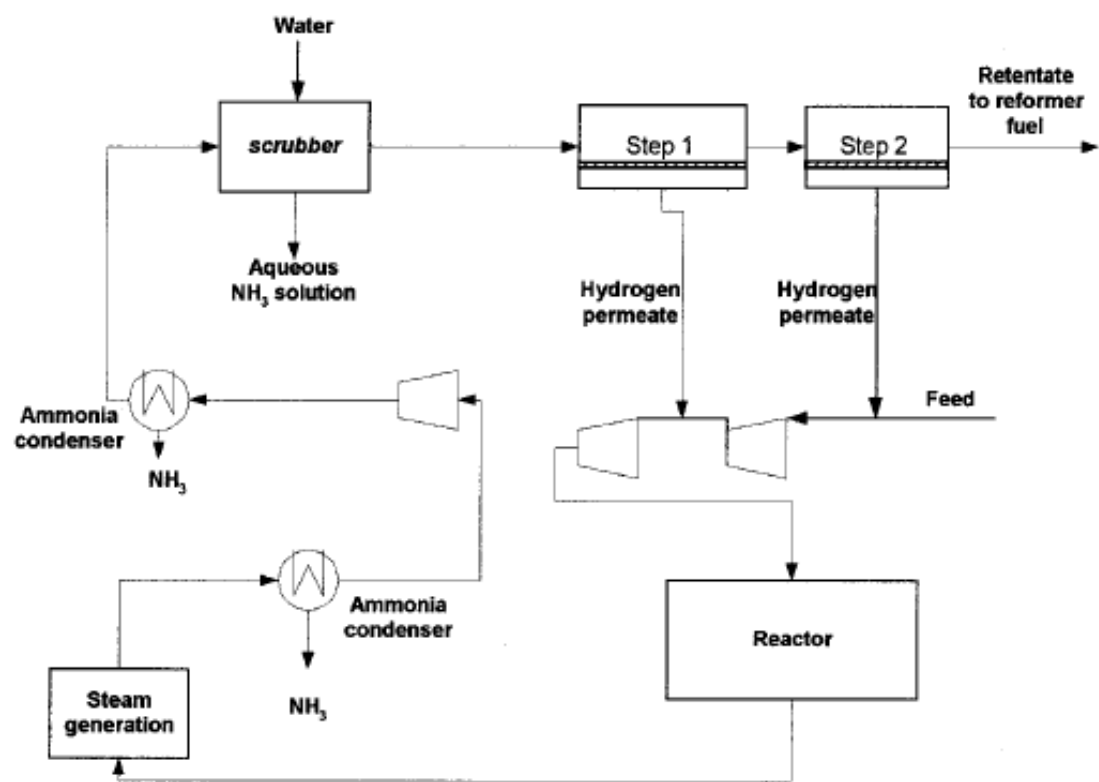 Water
scrubber
Aqueous
NH₃ solution
Step 1
Step 2
Retentate
to reformer
fuel
Hydrogen
permeate
Hydrogen
permeate
Feed
Ammonia
condenser
NH₃
Ammonia
condenser
NH₃
Steam
generation
Reactor